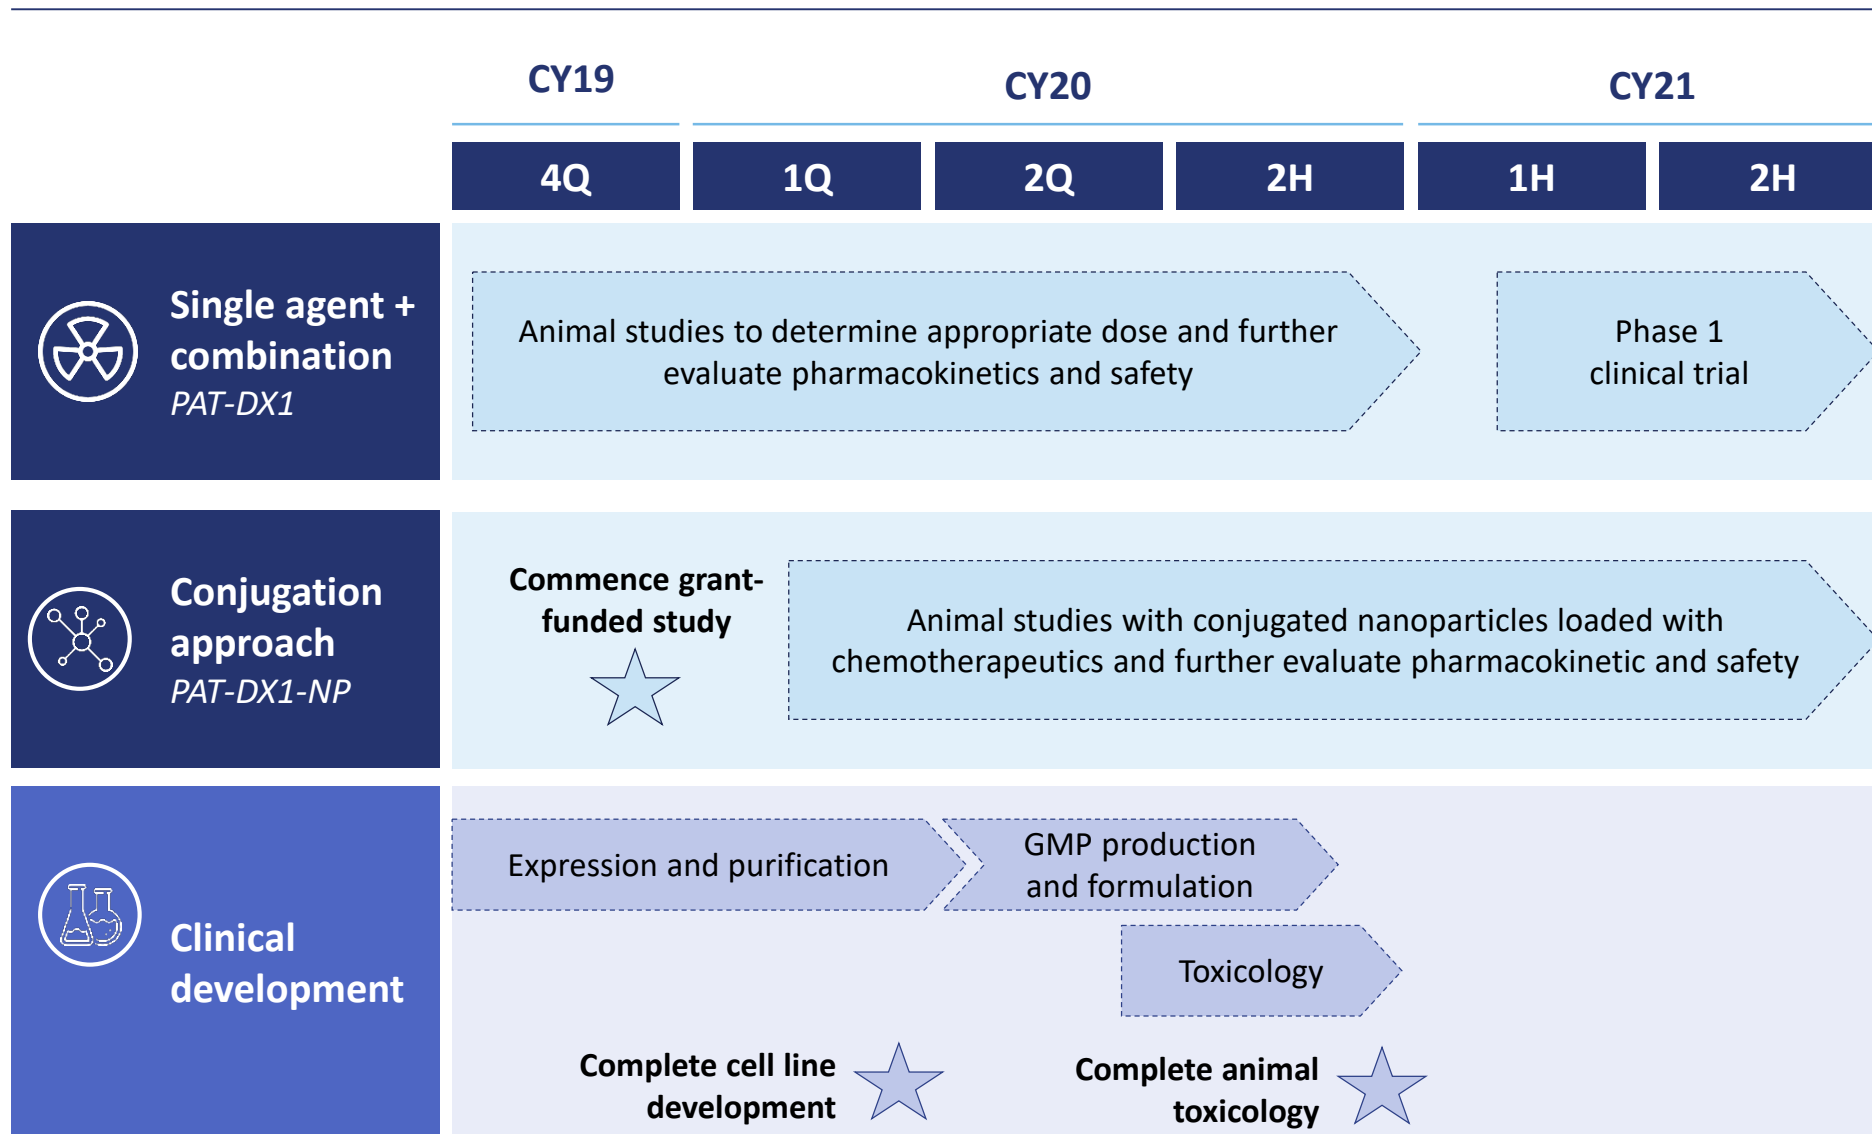 CY19
CY20
CY21
4Q
1Q
2Q
2H
1H
2H
Single agent +
combination
PAT-DX1
Animal studies to determine appropriate dose and further
evaluate pharmacokinetics and safety
Phase 1
clinical trial
Conjugation
approach
PAT-DX1-NP
Commence grant-
funded study
Animal studies with conjugated nanoparticles loaded with
chemotherapeutics and further evaluate pharmacokinetic and safety
Clinical
development
Expression and purification
GMP production
and formulation
Toxicology
Complete cell line
development
Complete animal
toxicology